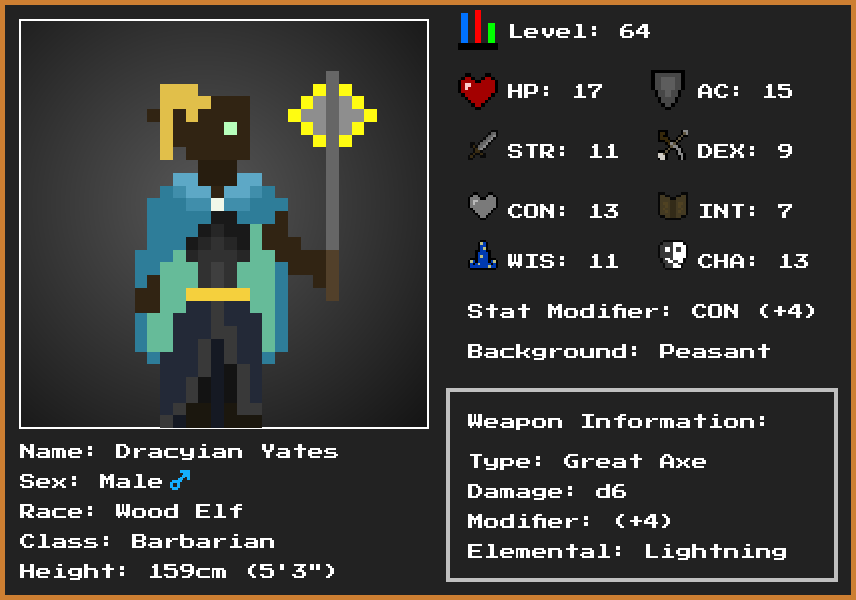 Level: 64
HP: 17 AC: 15
STR: 11 DEX: 9
CON: 13 INT: 7
WIS: 11 CHA: 13
Stat Modifier: CON (+4)
Background: Peasant
Weapon Information:
Type: Great Axe
Damage: d6
Modifier: (+4)
Elemental: Lightning
Name: Dracyian Yates
Sex: Male ♂
Race: Wood Elf
Class: Barbarian
Height: 159cm (5'3")